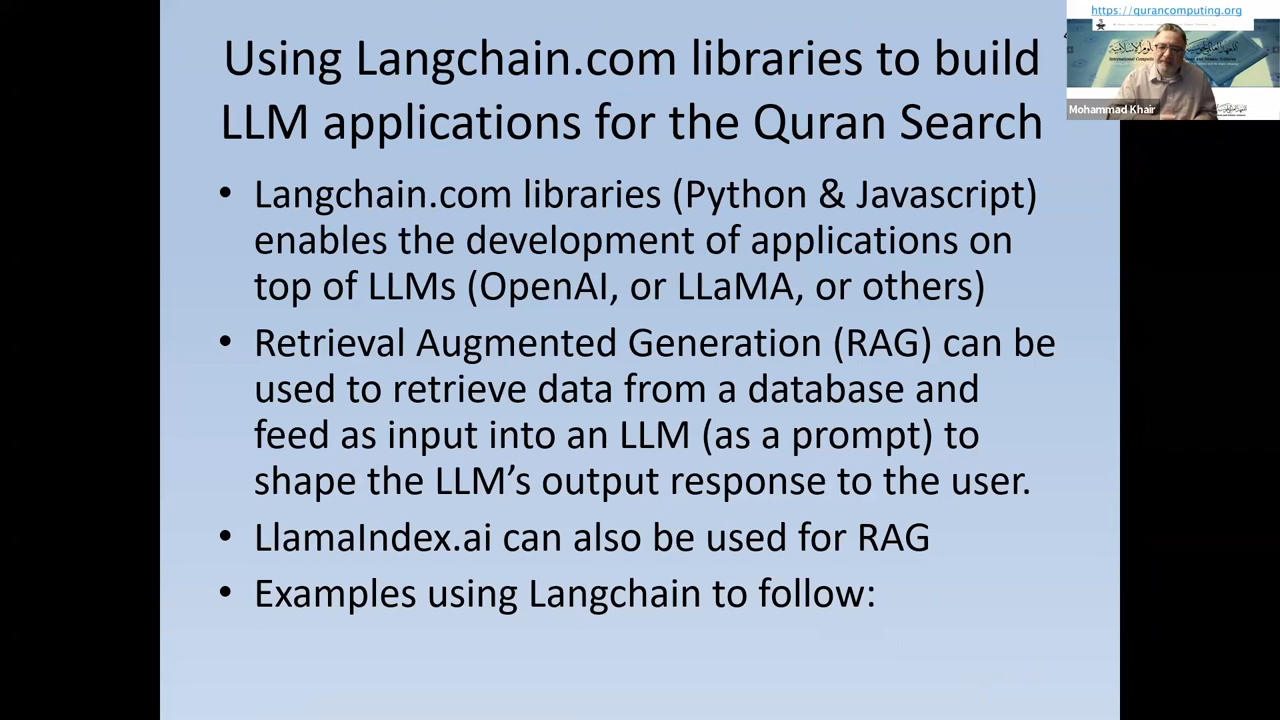 Using Langchain.com libraries to build
LLM applications for the Quran Search
• Langchain.com libraries (Python & Javascript)
enables the development of applications on
top of LLMs (OpenAI, or LLaMA, or others)
• Retrieval Augmented Generation (RAG) can be
used to retrieve data from a database and
feed as input into an LLM (as a prompt) to
shape the LLM’s output response to the user.
• LlamaIndex.ai can also be used for RAG
• Examples using Langchain to follow:
https://qurancomputing.org
Mohammad Khair